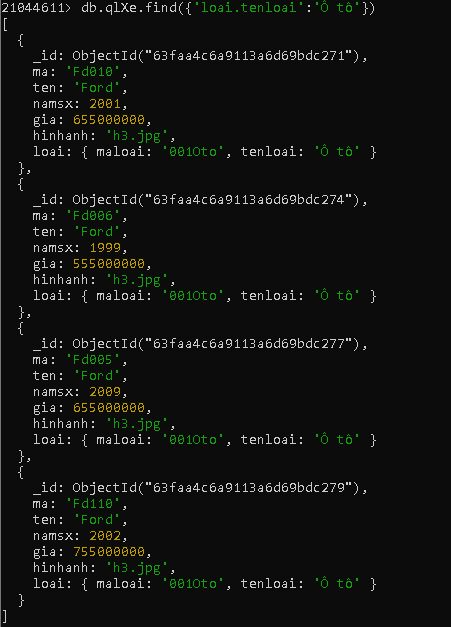 21044611> db.qlXe.find({'loai.tenloai':'Ô tô'})
[
  {
    _id: ObjectId("63faa4c6a9113a6d69bdc271"),
    ma: 'Fd010',
    ten: 'Ford',
    namsx: 2001,
    gia: 655000000,
    hinhanh: 'h3.jpg',
    loai: { maloai: '001Oto', tenloai: 'Ô tô' }
  },
  {
    _id: ObjectId("63faa4c6a9113a6d69bdc274"),
    ma: 'Fd006',
    ten: 'Ford',
    namsx: 1999,
    gia: 555000000,
    hinhanh: 'h3.jpg',
    loai: { maloai: '001Oto', tenloai: 'Ô tô' }
  },
  {
    _id: ObjectId("63faa4c6a9113a6d69bdc277"),
    ma: 'Fd005',
    ten: 'Ford',
    namsx: 2009,
    gia: 655000000,
    hinhanh: 'h3.jpg',
    loai: { maloai: '001Oto', tenloai: 'Ô tô' }
  },
  {
    _id: ObjectId("63faa4c6a9113a6d69bdc279"),
    ma: 'Fd110',
    ten: 'Ford',
    namsx: 2002,
    gia: 755000000,
    hinhanh: 'h3.jpg',
    loai: { maloai: '001Oto', tenloai: 'Ô tô' }
  }
]